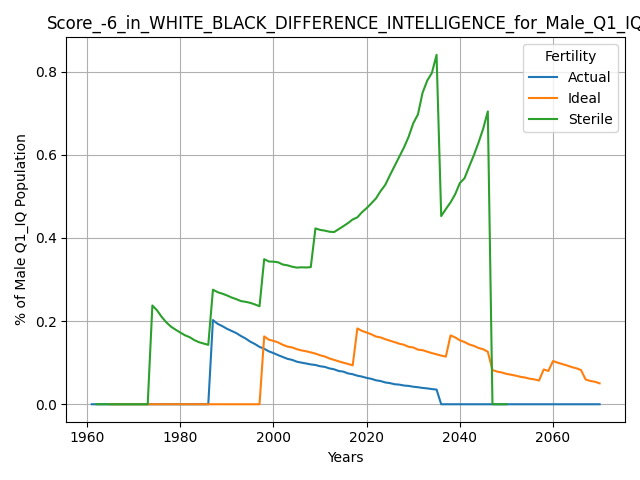 Score_-6_in_WHITE_BLACK_DIFFERENCE_INTELLIGENCE_for_Male_Q1_IQ
Fertility
Actual
Ideal
Sterile
% of Male Q1_IQ Population
0.8
0.6
0.4
0.2
0.0
1960 1980 2000 2020 2040 2060
Years